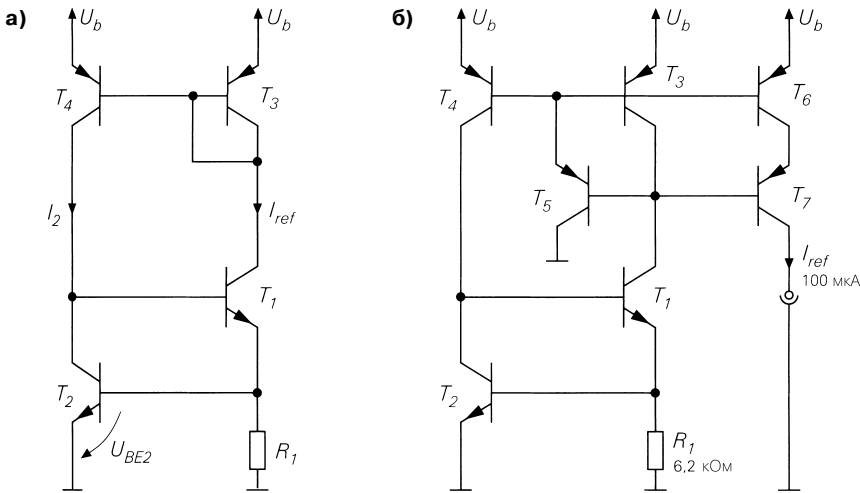 а)
U_b
U_b
T_4
T_3
I_2
I_ref
T_1
T_2
U_BE2
R_1
б)
U_b
U_b
U_b
T_4
T_3
T_6
T_5
T_7
I_ref
100 мкА
T_1
T_2
R_1
6,2 кОм